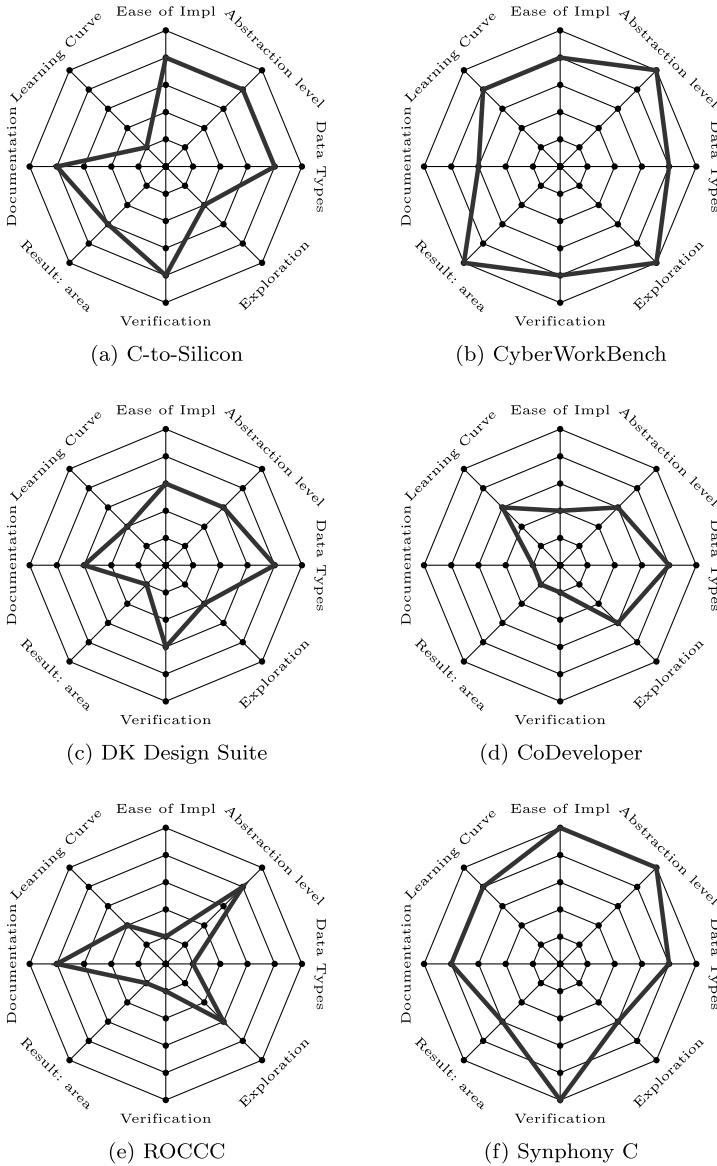 Ease of Impl
Abstraction level
Data Types
Exploration
Verification
Result: area
Documentation
Learning Curve
(a) C-to-Silicon
Ease of Impl
Abstraction level
Data Types
Exploration
Verification
Result: area
Documentation
Learning Curve
(b) CyberWorkBench
Ease of Impl
Abstraction level
Data Types
Exploration
Verification
Result: area
Documentation
Learning Curve
(c) DK Design Suite
Ease of Impl
Abstraction level
Data Types
Exploration
Verification
Result: area
Documentation
Learning Curve
(d) CoDeveloper
Ease of Impl
Abstraction level
Data Types
Exploration
Verification
Result: area
Documentation
Learning Curve
(e) ROCCC
Ease of Impl
Abstraction level
Data Types
Exploration
Verification
Result: area
Documentation
Learning Curve
(f) Synphony C